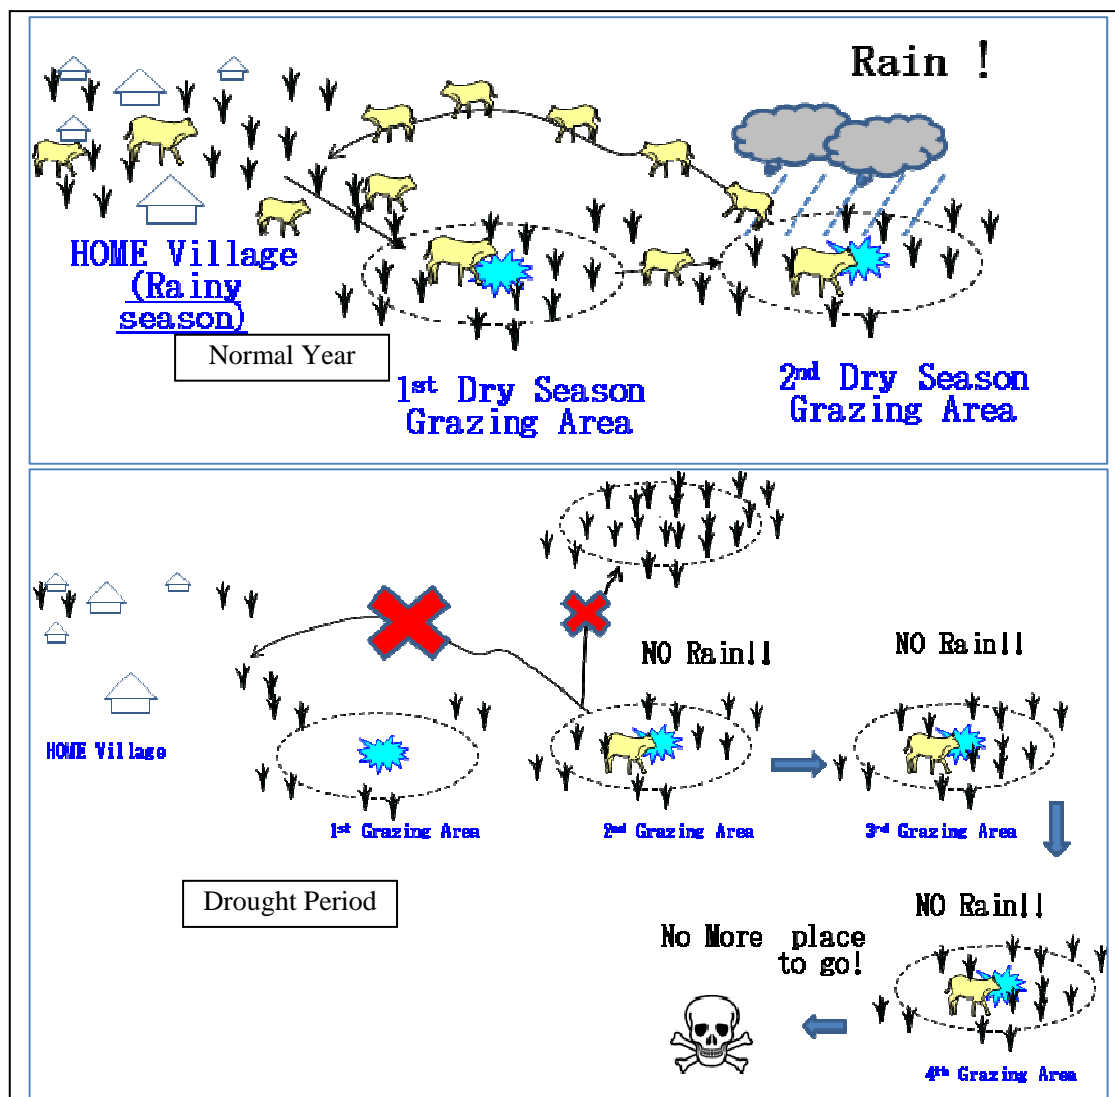 Rain !
HOME Village
(Rainy
season)
Normal Year
1st Dry Season
Grazing Area
2nd Dry Season
Grazing Area
NO Rain!!
NO Rain!!
HOME Village
1st Grazing Area
2nd Grazing Area
3rd Grazing Area
Drought Period
NO Rain!!
No More place
to go!
4th Grazing Area